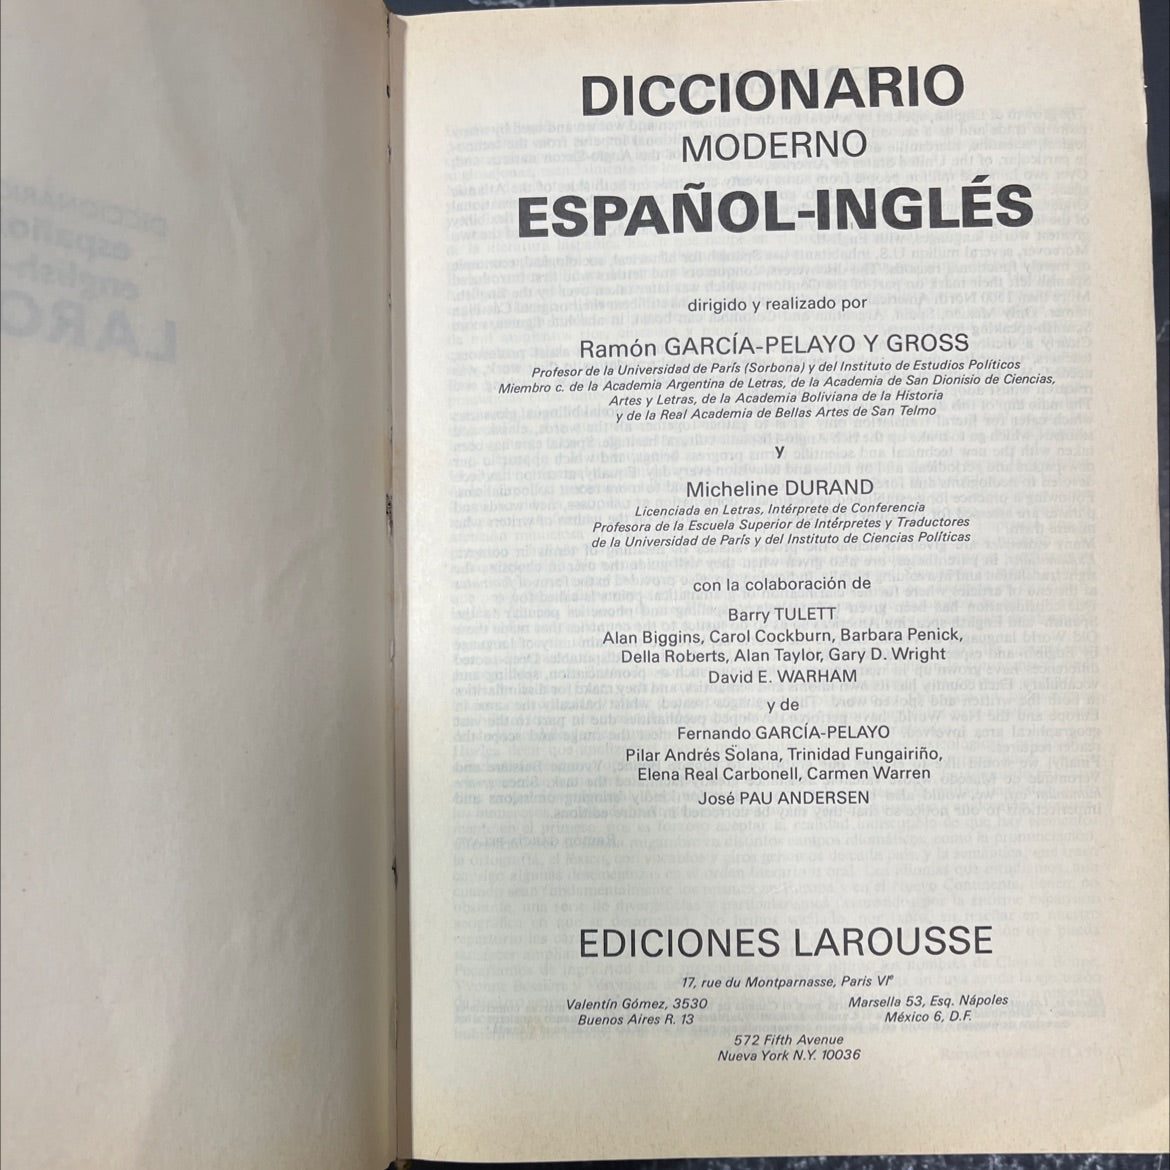 DICCIONARIO
MODERNO
ESPAÑOL-INGLÉS
dirigido y realizado por
Ramón GARCÍA-PELAYO Y GROSS
Profesor de la Universidad de París (Sorbona) y del Instituto de Estudios Políticos
Miembro c. de la Academia Argentina de Letras, de la Academia de San Dionisio de Ciencias,
Artes y Letras, de la Academia Boliviana de la Historia
y de la Real Academia de Bellas Artes de San Telmo
y
Micheline DURAND
Licenciada en Letras, Intérprete de Conferencia
Profesora de la Escuela Superior de Intérpretes y Traductores
de la Universidad de París y del Instituto de Ciencias Políticas
con la colaboración de
Barry TULETT
Alan Biggins, Carol Cockburn, Barbara Penick,
Della Roberts, Alan Taylor, Gary D. Wright
David E. WARHAM
y de
Fernando GARCÍA-PELAYO
Pilar Andrés Solana, Trinidad Fungairiño,
Elena Real Carbonell, Carmen Warren
José PAU ANDERSEN
EDICIONES LAROUSSE
17, rue du Montparnasse, París VIᵉ
Valentín Gómez, 3530 Marsella 53, Esq. Nápoles
Buenos Aires R. 13 México 6, D.F.
572 Fifth Avenue
Nueva York N.Y. 10036